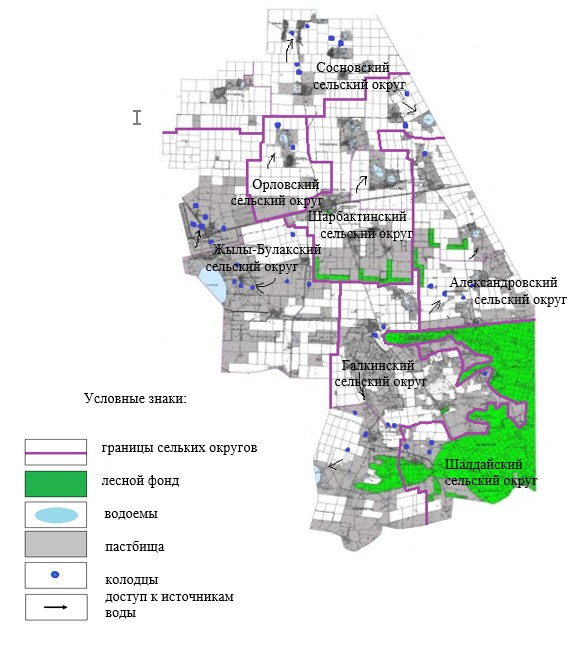 Сосновский
сельский округ
Орловский
сельский округ
Шарбактинский
сельский округ
Жылы-Булакский
сельский округ
Александровский
сельский округ
Галкинский
сельский округ
Шалдайский
сельский округ
Условные знаки:
границы сельких округов
лесной фонд
водоемы
пастбища
колодцы
доступ к источникам
воды